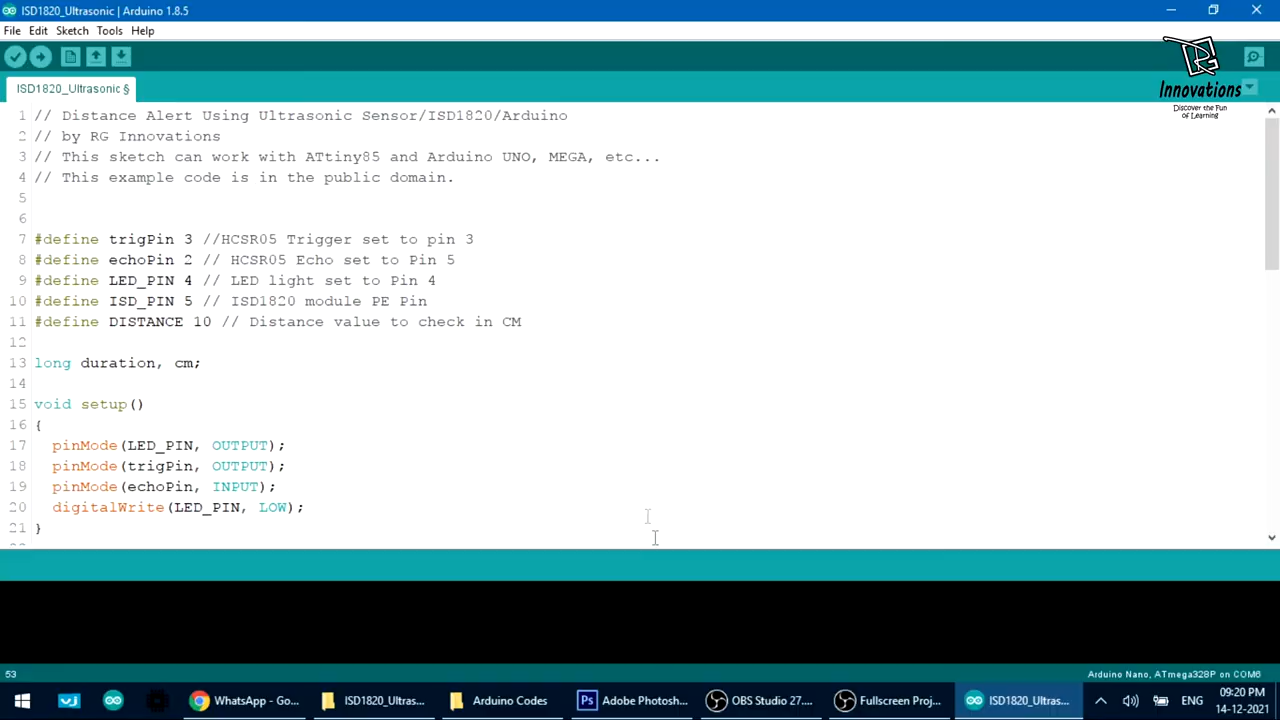 ISD1820_Ultrasonic | Arduino 1.8.5
File Edit Sketch Tools Help
Innovations
Discover the Fun
of Learning
ISD1820_Ultrasonic §
1 // Distance Alert Using Ultrasonic Sensor/ISD1820/Arduino
2 // by RG Innovations
3 // This sketch can work with ATtiny85 and Arduino UNO, MEGA, etc...
4 // This example code is in the public domain.
5
6
7 #define trigPin 3 //HCSR05 Trigger set to pin 3
8 #define echoPin 2 // HCSR05 Echo set to Pin 5
9 #define LED_PIN 4 // LED light set to Pin 4
10 #define ISD_PIN 5 // ISD1820 module PE Pin
11 #define DISTANCE 10 // Distance value to check in CM
12
13 long duration, cm;
14
15 void setup()
16 {
17 pinMode(LED_PIN, OUTPUT);
18 pinMode(trigPin, OUTPUT);
19 pinMode(echoPin, INPUT);
20 digitalWrite(LED_PIN, LOW);
21 }
53
Arduino Nano, ATmega328P on COM6
WhatsApp - Go...
ISD1820_Ultras...
Arduino Codes
Ps Adobe Photosh...
OBS Studio 27....
Fullscreen Proj...
ISD1820_Ultras...
ENG
09:20 PM
14-12-2021